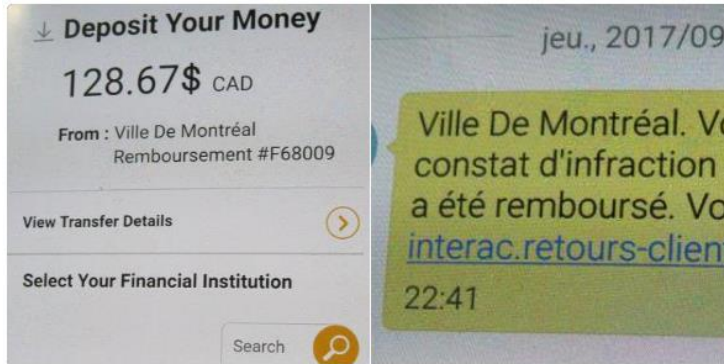 Deposit Your Money
128.67$ CAD
From : Ville De Montréal
Remboursement #F68009
View Transfer Details
Select Your Financial Institution
Search
jeu., 2017/09
Ville De Montréal.
constat d'infraction
a été remboursé.
interac.retours-clien
22:41